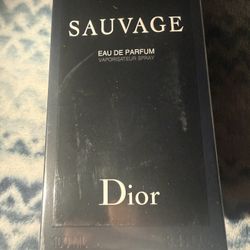 SAUVAGE
EAU DE PARFUM
VAPORISATEUR SPRAY
Dior